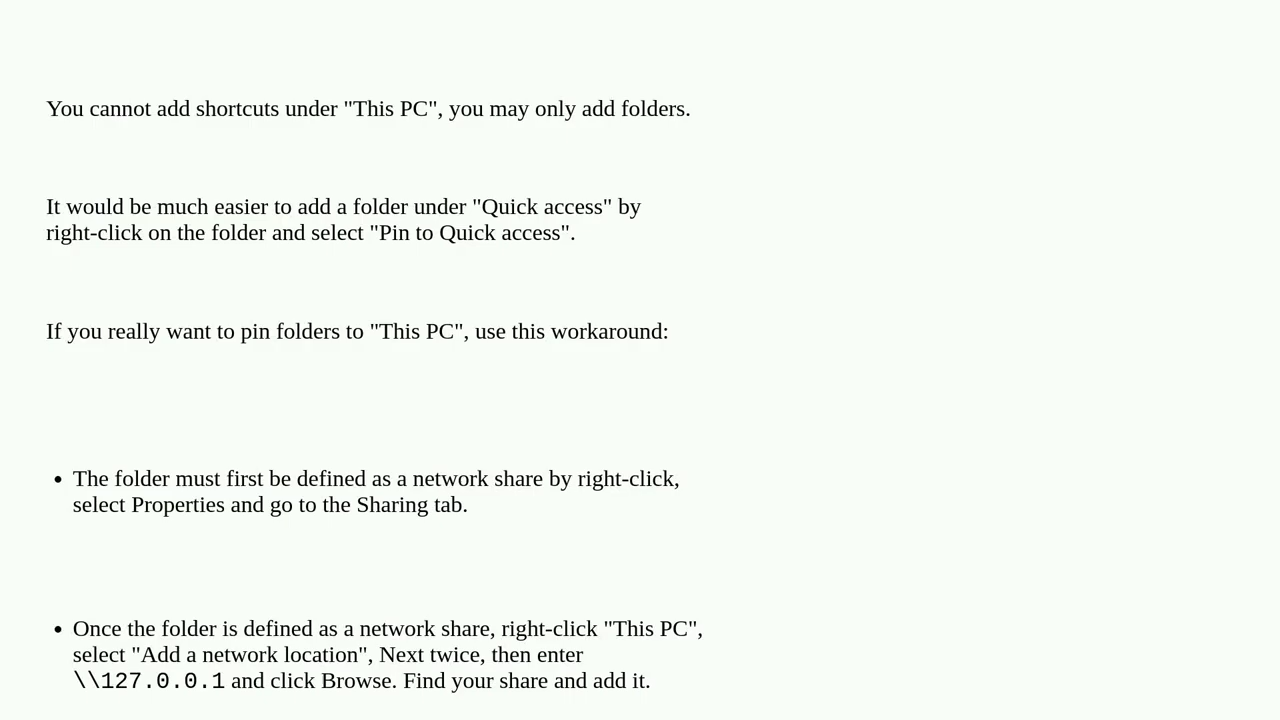 You cannot add shortcuts under "This PC", you may only add folders.
It would be much easier to add a folder under "Quick access" by
right-click on the folder and select "Pin to Quick access".
If you really want to pin folders to "This PC", use this workaround:
• The folder must first be defined as a network share by right-click,
select Properties and go to the Sharing tab.
• Once the folder is defined as a network share, right-click "This PC",
select "Add a network location", Next twice, then enter
\\127.0.0.1 and click Browse. Find your share and add it.